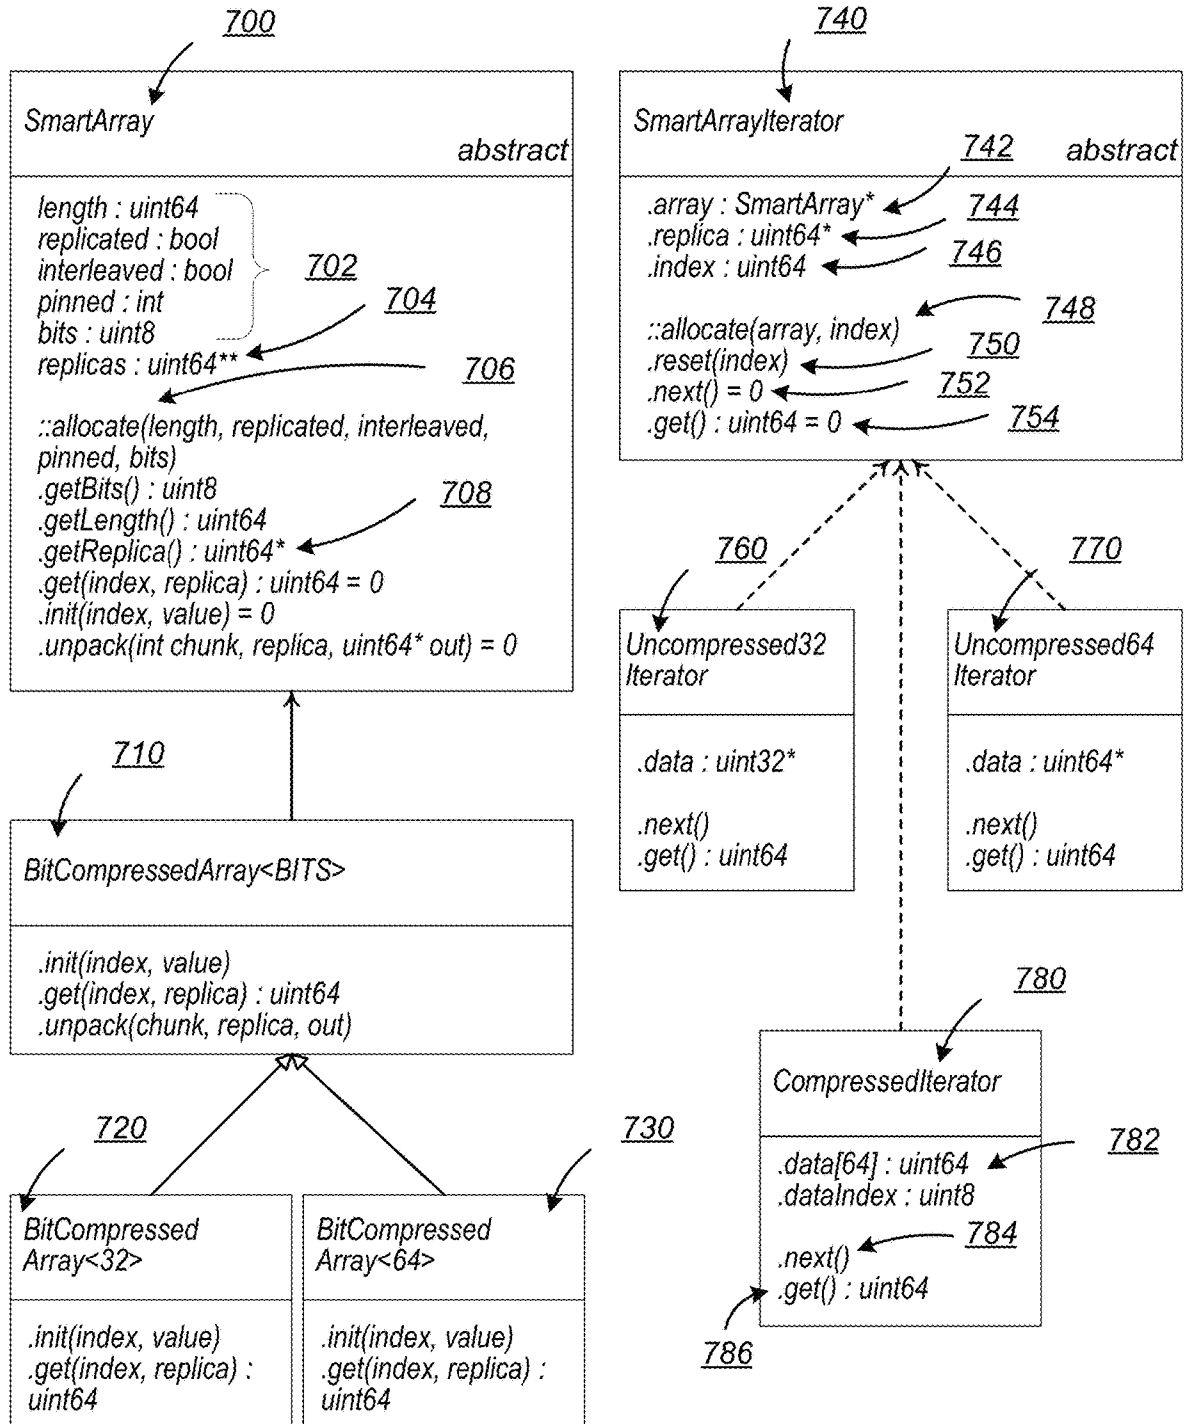 700
SmartArray
abstract
length : uint64
replicated : bool
interleaved : bool
pinned : int
bits : uint8
702
replicas : uint64**
704
706
::allocate(length, replicated, interleaved,
pinned, bits)
.getBits() : uint8
.getLength() : uint64
.getReplica() : uint64*
708
.get(index, replica) : uint64 = 0
.init(index, value) = 0
.unpack(int chunk, replica, uint64* out) = 0
710
BitCompressedArray<BITS>
.init(index, value)
.get(index, replica) : uint64
.unpack(chunk, replica, out)
720
BitCompressed
Array<32>
.init(index, value)
.get(index, replica) :
uint64
730
BitCompressed
Array<64>
.init(index, value)
.get(index, replica) :
uint64
740
SmartArrayIterator
abstract
742
.array : SmartArray*
744
.replica : uint64*
746
.index : uint64
748
::allocate(array, index)
750
.reset(index)
752
.next() = 0
754
.get() : uint64 = 0
760
Uncompressed32
Iterator
.data : uint32*
.next()
.get() : uint64
770
Uncompressed64
Iterator
.data : uint64*
.next()
.get() : uint64
780
CompressedIterator
782
.data[64] : uint64
.dataIndex : uint8
784
.next()
.get() : uint64
786